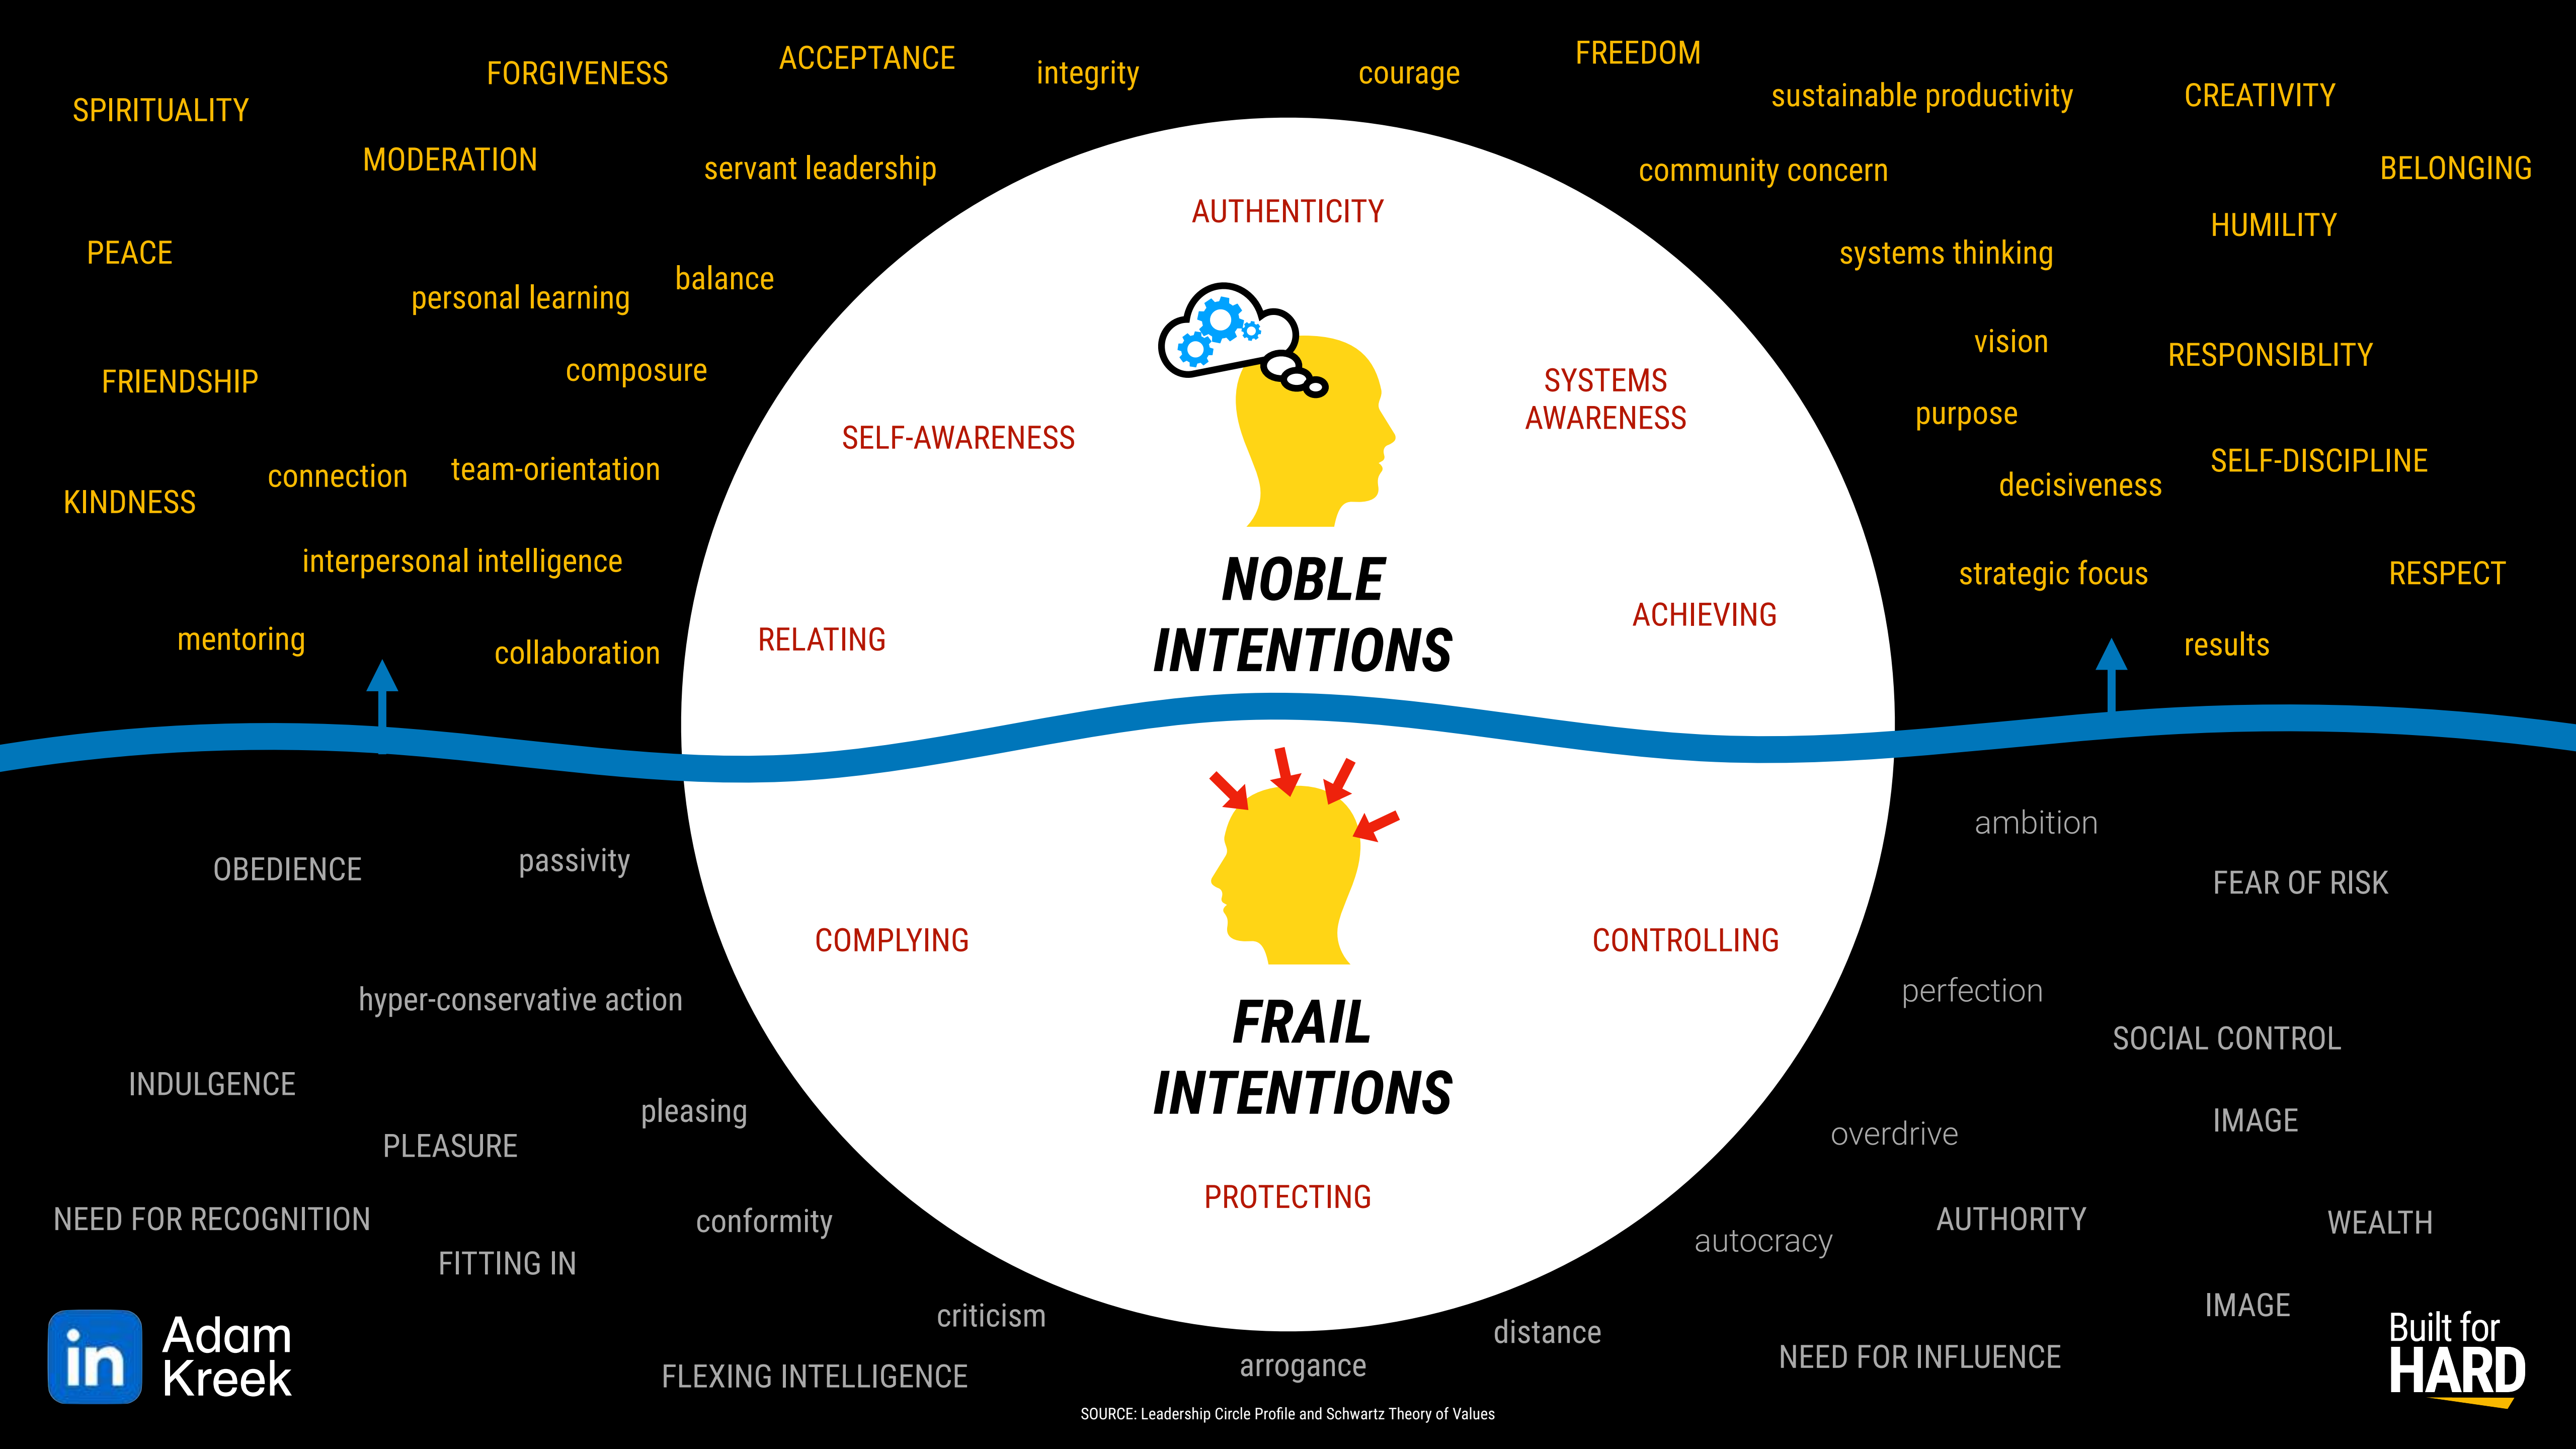 FREEDOM
ACCEPTANCE
FORGIVENESS
integrity
courage
sustainable productivity
CREATIVITY
SPIRITUALITY
MODERATION
servant leadership
community concern
BELONGING
AUTHENTICITY
HUMILITY
PEACE
systems thinking
balance
personal learning
vision
RESPONSIBLITY
composure
FRIENDSHIP
SYSTEMS
AWARENESS
purpose
SELF-AWARENESS
SELF-DISCIPLINE
team-orientation
connection
decisiveness
KINDNESS
interpersonal intelligence
strategic focus
RESPECT
NOBLE
INTENTIONS
ACHIEVING
RELATING
mentoring
collaboration
results
ambition
passivity
OBEDIENCE
FEAR OF RISK
COMPLYING
CONTROLLING
perfection
hyper-conservative action
FRAIL
INTENTIONS
SOCIAL CONTROL
INDULGENCE
pleasing
IMAGE
overdrive
PLEASURE
PROTECTING
NEED FOR RECOGNITION
conformity
AUTHORITY
WEALTH
autocracy
FITTING IN
IMAGE
criticism
distance
in
Adam
Kreek
Built for
HARD
NEED FOR INFLUENCE
arrogance
FLEXING INTELLIGENCE
SOURCE: Leadership Circle Profile and Schwartz Theory of Values